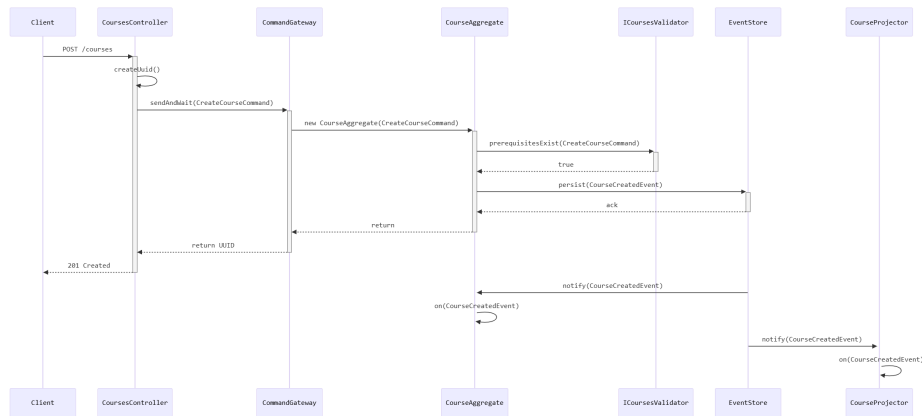 Client
CoursesController
CommandGateway
CourseAggregate
ICoursesValidator
EventStore
CourseProjector
POST /courses
createUuid()
sendAndWait(CreateCourseCommand)
new CourseAggregate(CreateCourseCommand)
prerequisitesExist(CreateCourseCommand)
true
persist(CourseCreatedEvent)
ack
return
return UUID
201 Created
notify(CourseCreatedEvent)
on(CourseCreatedEvent)
notify(CourseCreatedEvent)
on(CourseCreatedEvent)
Client
CoursesController
CommandGateway
CourseAggregate
ICoursesValidator
EventStore
CourseProjector